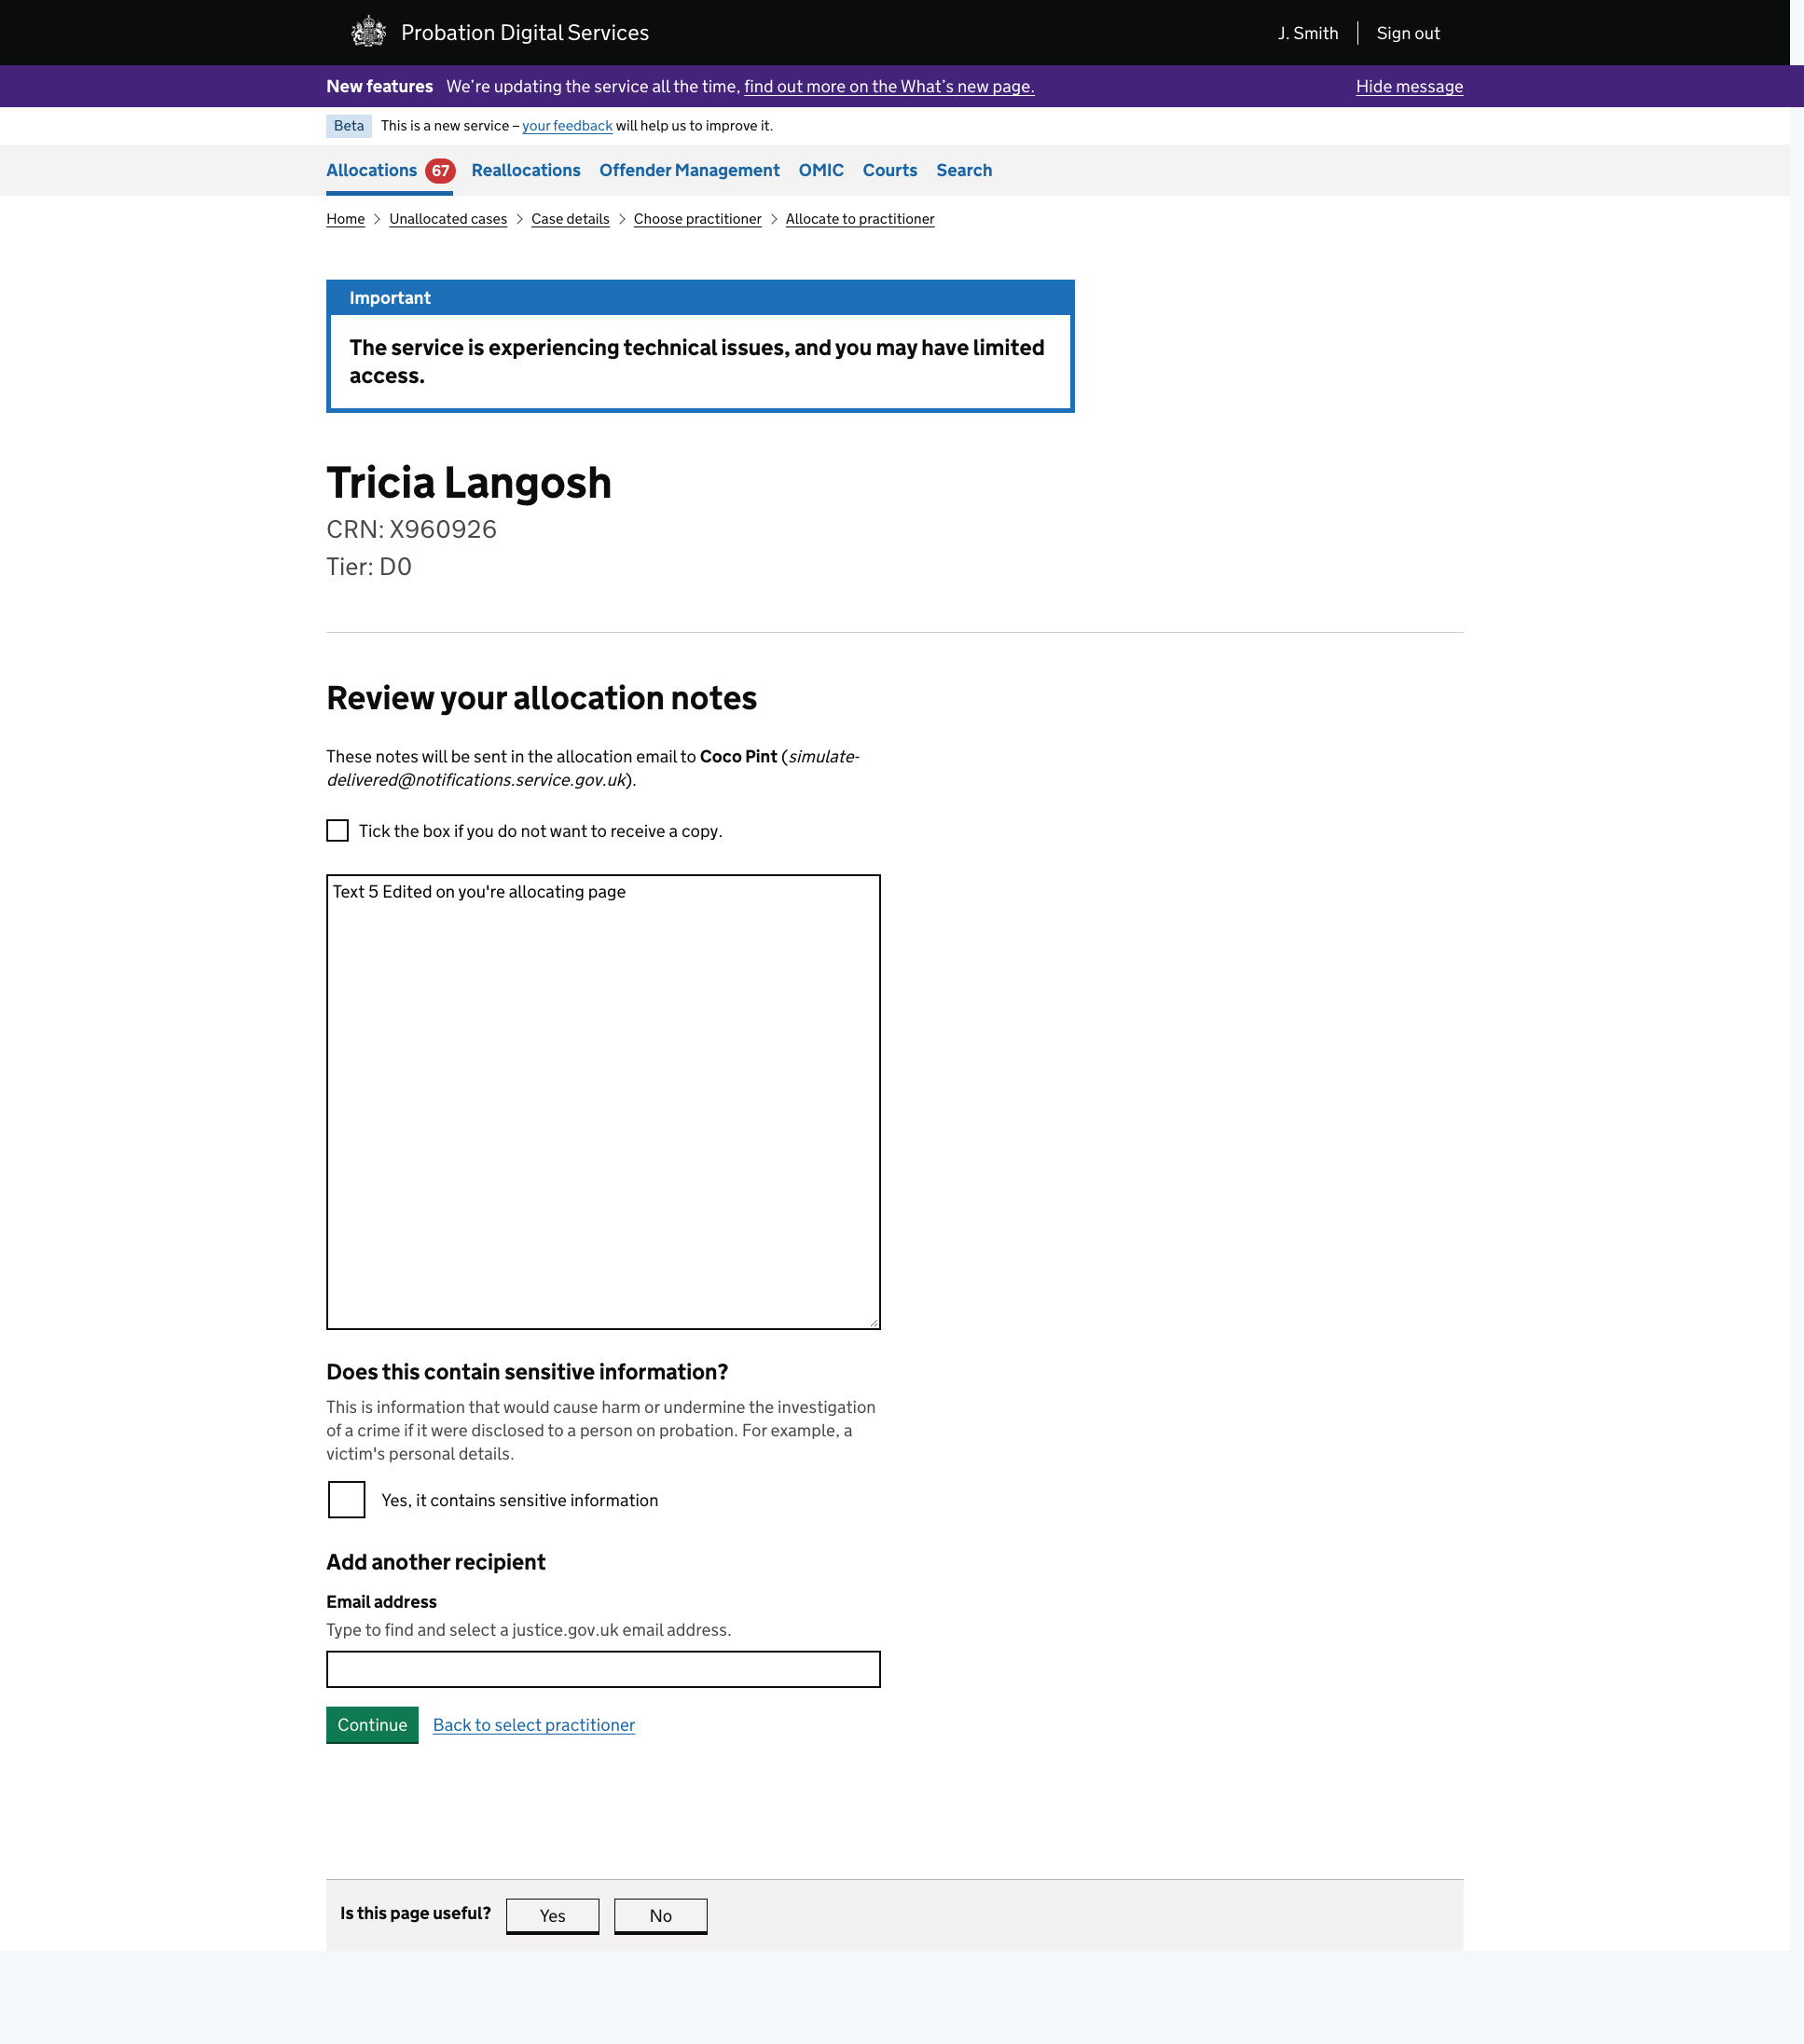 Probation Digital Services
J. Smith
Sign out
New features We’re updating the service all the time, find out more on the What’s new page.
Hide message
Beta This is a new service – your feedback will help us to improve it.
Allocations 67 Reallocations Offender Management OMIC Courts Search
Home Unallocated cases Case details Choose practitioner Allocate to practitioner
Important
The service is experiencing technical issues, and you may have limited
access.
Tricia Langosh
CRN: X960926
Tier: D0
Review your allocation notes
These notes will be sent in the allocation email to Coco Pint (simulate-
delivered@notifications.service.gov.uk).
Tick the box if you do not want to receive a copy.
Text 5 Edited on you're allocating page
Does this contain sensitive information?
This is information that would cause harm or undermine the investigation
of a crime if it were disclosed to a person on probation. For example, a
victim's personal details.
Yes, it contains sensitive information
Add another recipient
Email address
Type to find and select a justice.gov.uk email address.
Continue Back to select practitioner
Is this page useful? Yes No